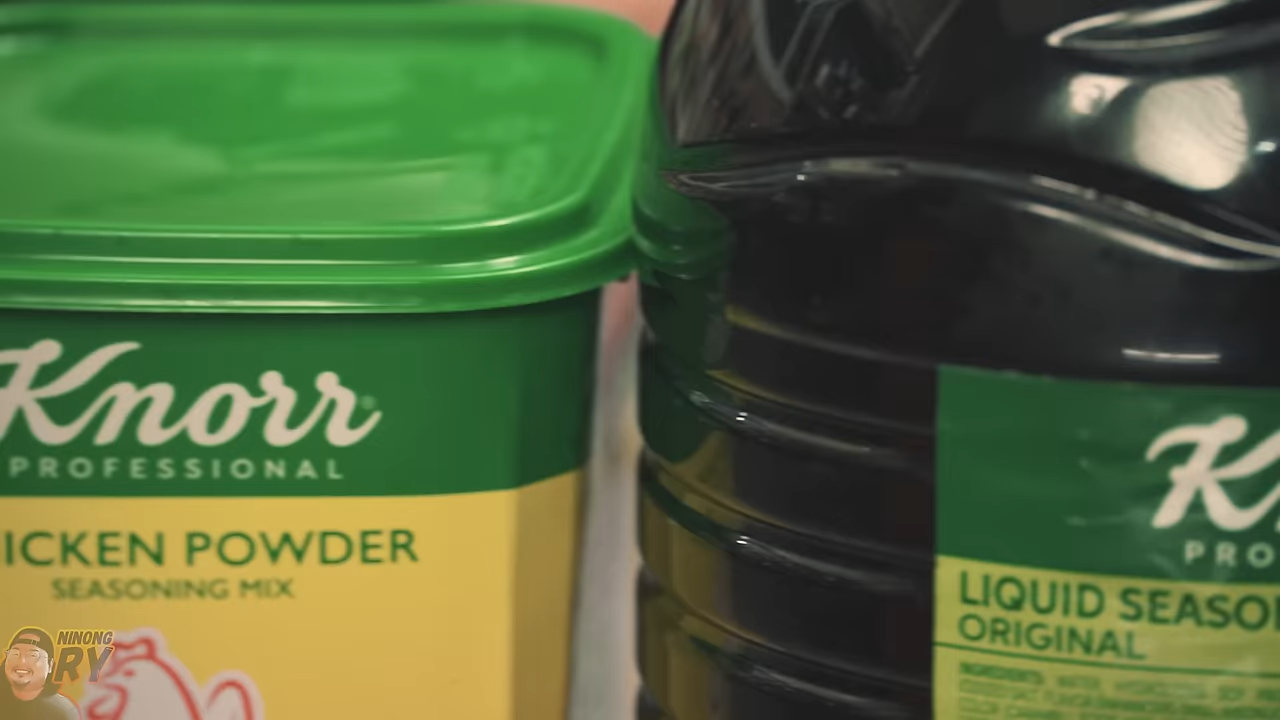 Knorr
PROFESSIONAL
ICKEN POWDER
SEASONING MIX
NINONG
RY
K
PRO
LIQUID SEASO
ORIGINAL